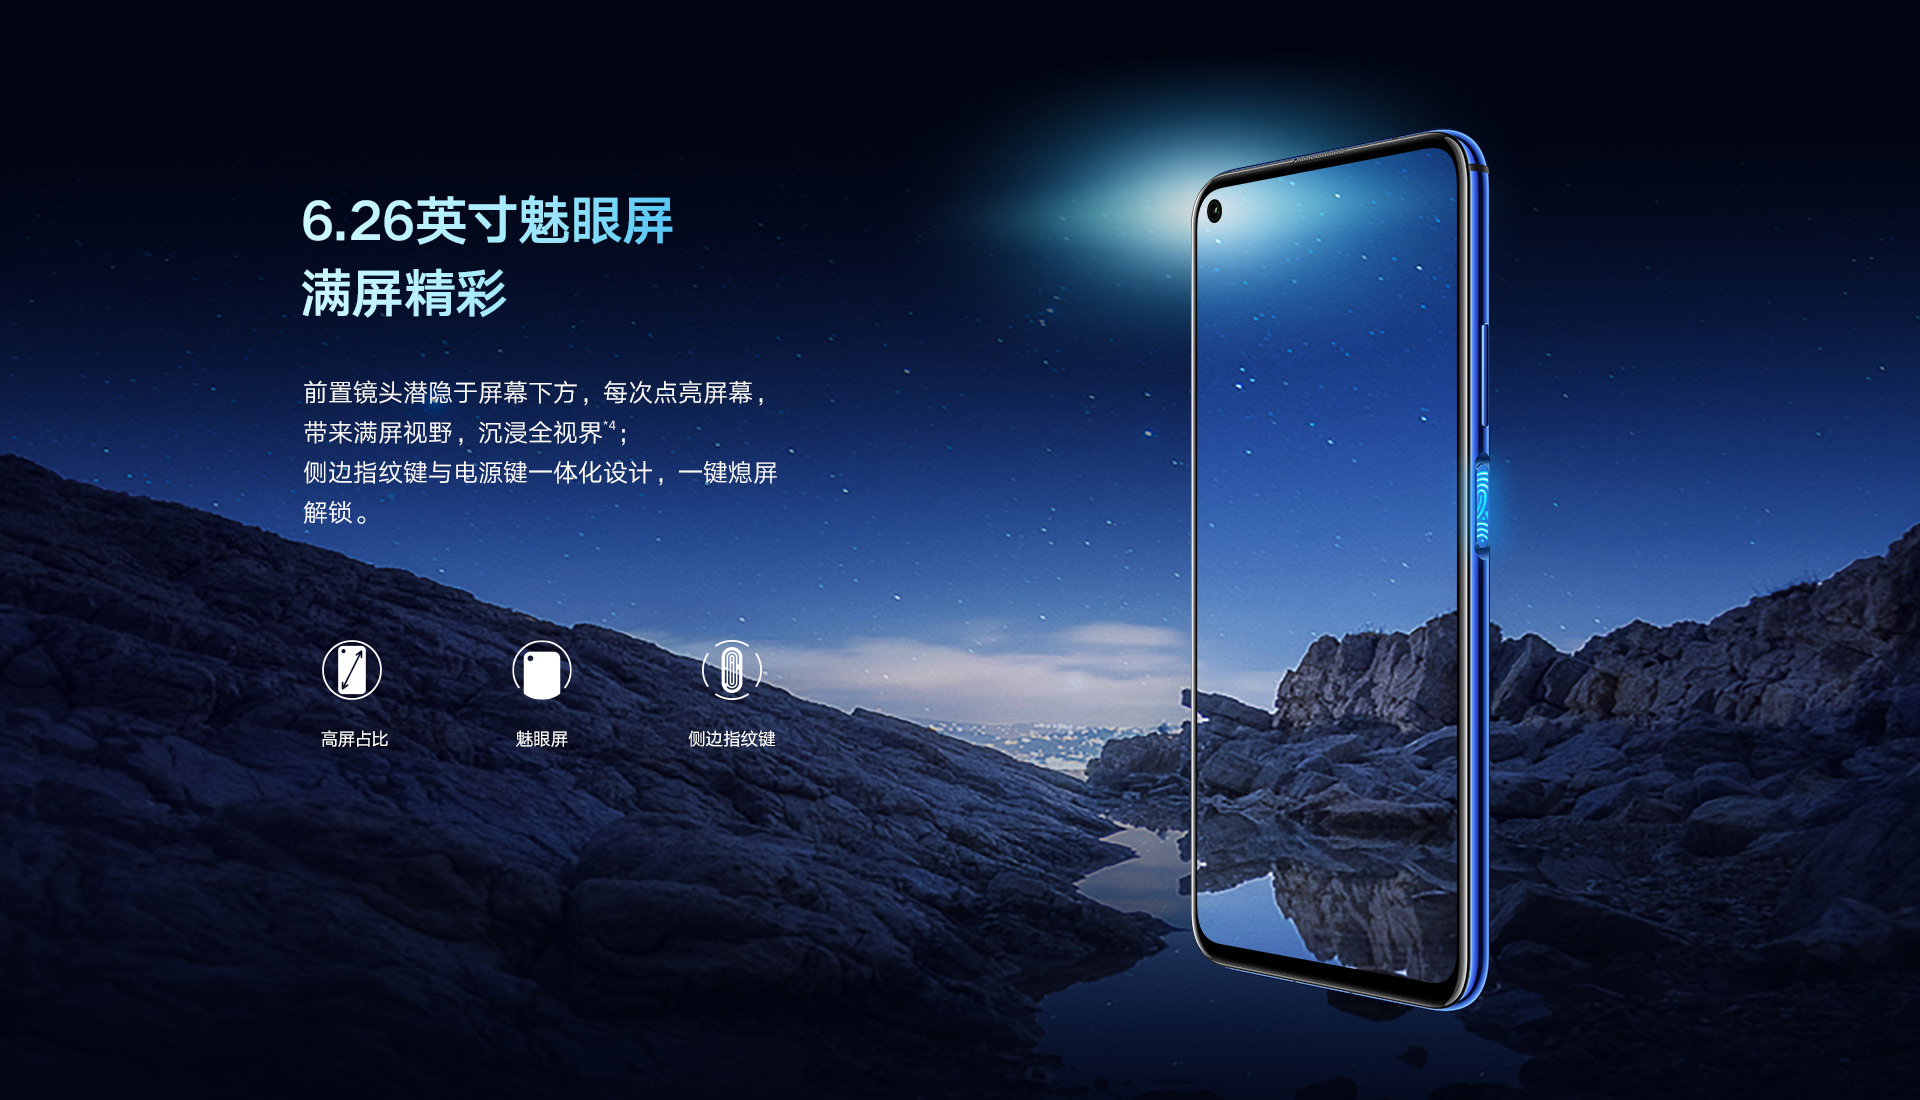 6.26英寸魅眼屏
满屏精彩
前置镜头潜隐于屏幕下方，每次点亮屏幕，
带来满屏视野，沉浸全视界*4；
侧边指纹键与电源键一体化设计，一键熄屏
解锁。
高屏占比
魅眼屏
侧边指纹键